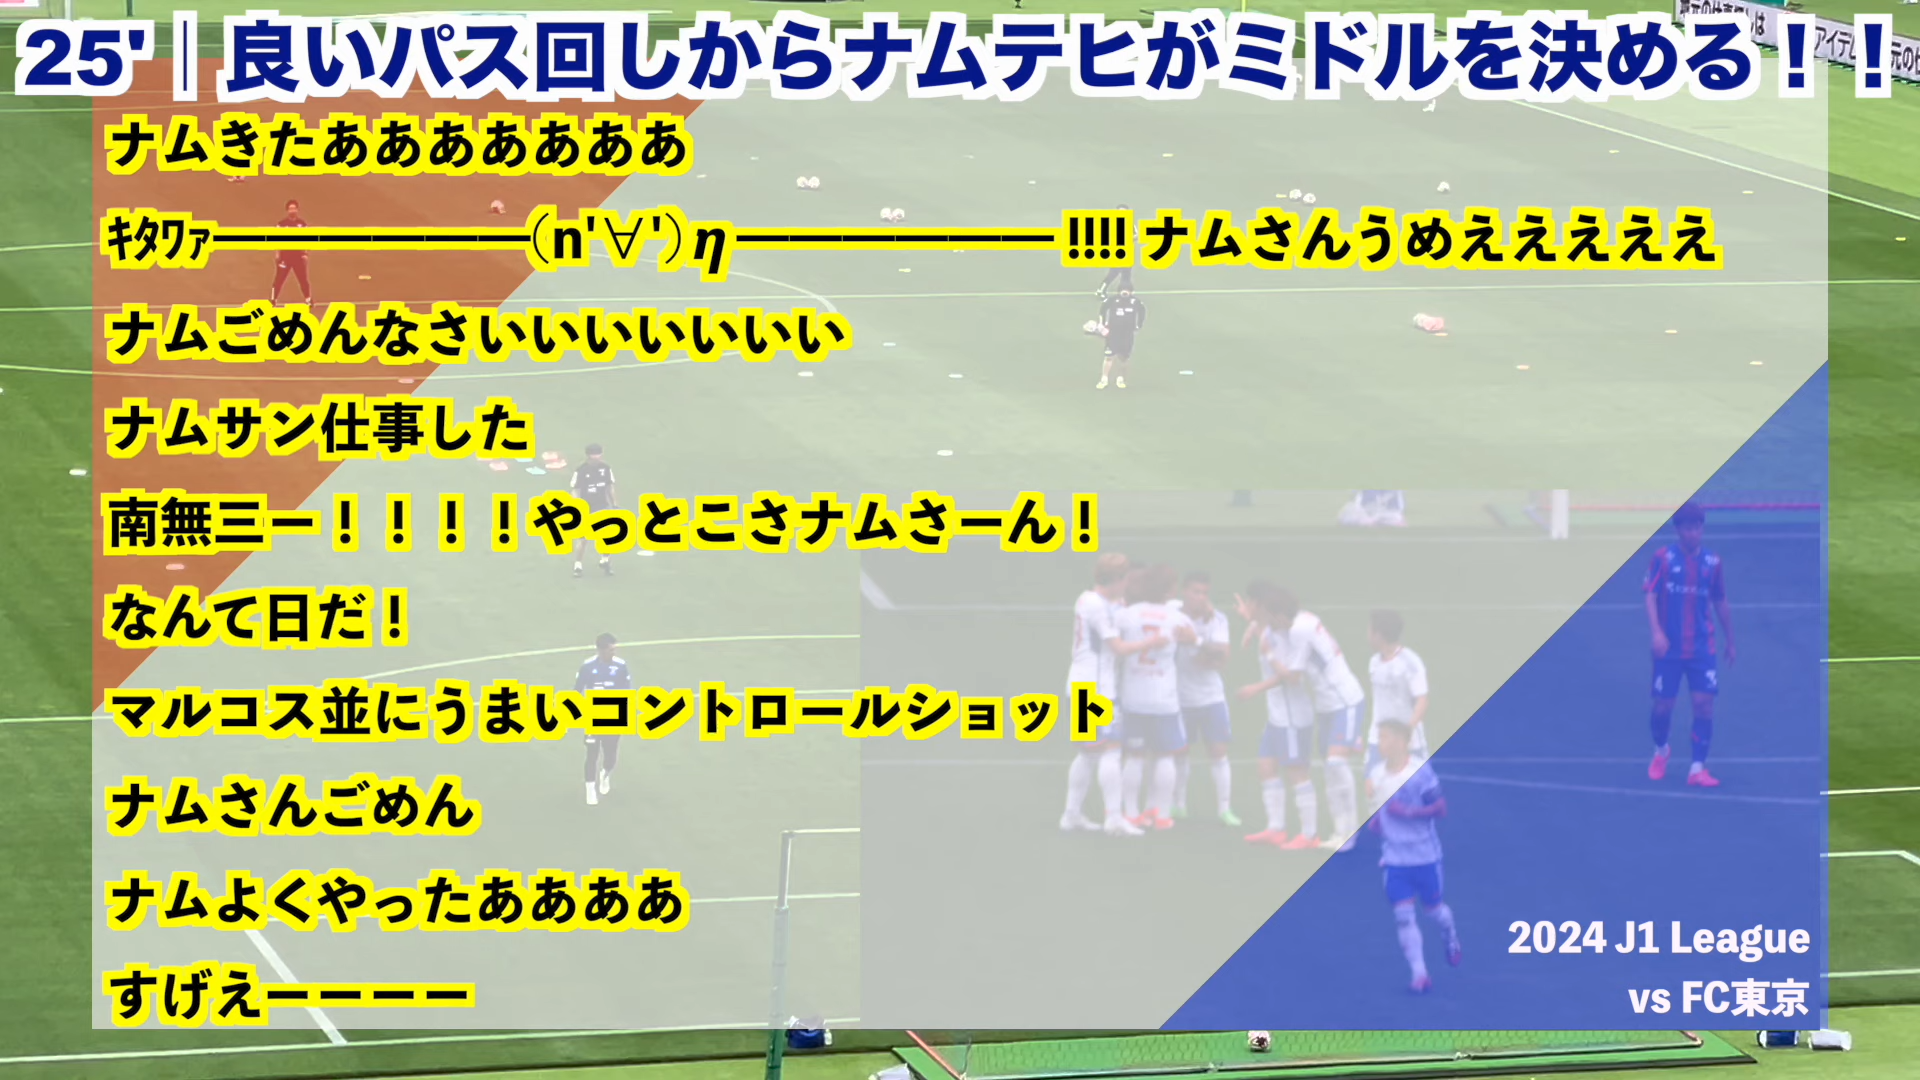 25'｜良いパス回しからナムテヒがミドルを決める！！
ナムきたあああああああ
ｷﾀﾜｧ━━━━━━(n'∀')η━━━━━━ !!!! ナムさんうめええええええ
ナムごめんなさいいいいいいい
ナムサン仕事した
南無三ー！！！！やっとこさナムさーん！
なんて日だ！
マルコス並にうまいコントロールショット
ナムさんごめん
ナムよくやったああああ
すげえーーーー
2024 J1 League
vs FC東京